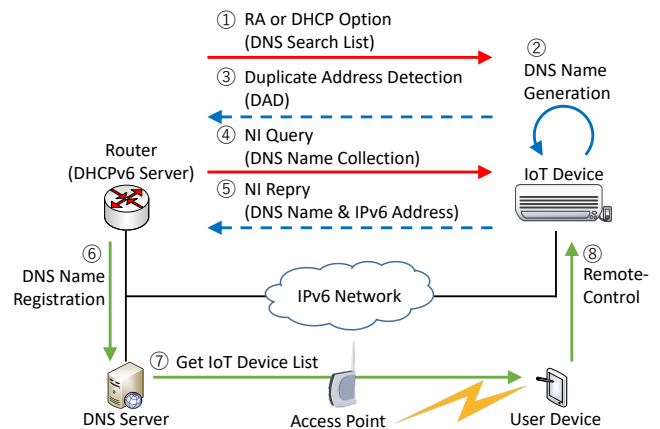 ① RA or DHCP Option
(DNS Search List)
②
DNS Name
Generation
③ Duplicate Address Detection
(DAD)
④ NI Query
(DNS Name Collection)
Router
(DHCPv6 Server)
IoT Device
⑤ NI Repry
(DNS Name & IPv6 Address)
⑥
DNS Name
Registration
⑧
Remote-
Control
IPv6 Network
⑦ Get IoT Device List
DNS Server
Access Point
User Device